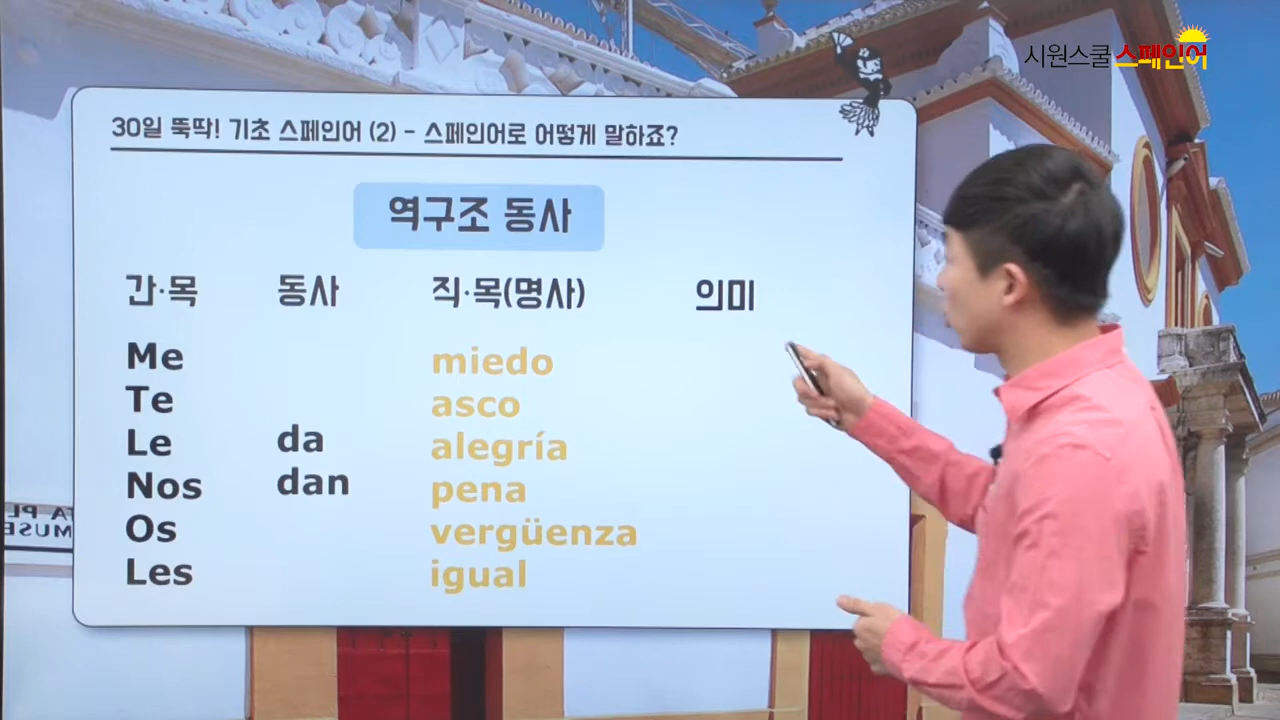 시원스쿨 스페인어
30일 뚝딱! 기초 스페인어 (2) - 스페인어로 어떻게 말하죠?
역구조 동사
간·목 동사 직·목(명사) 의미
Me miedo
Te asco
Le da alegría
Nos dan pena
Os vergüenza
Les igual